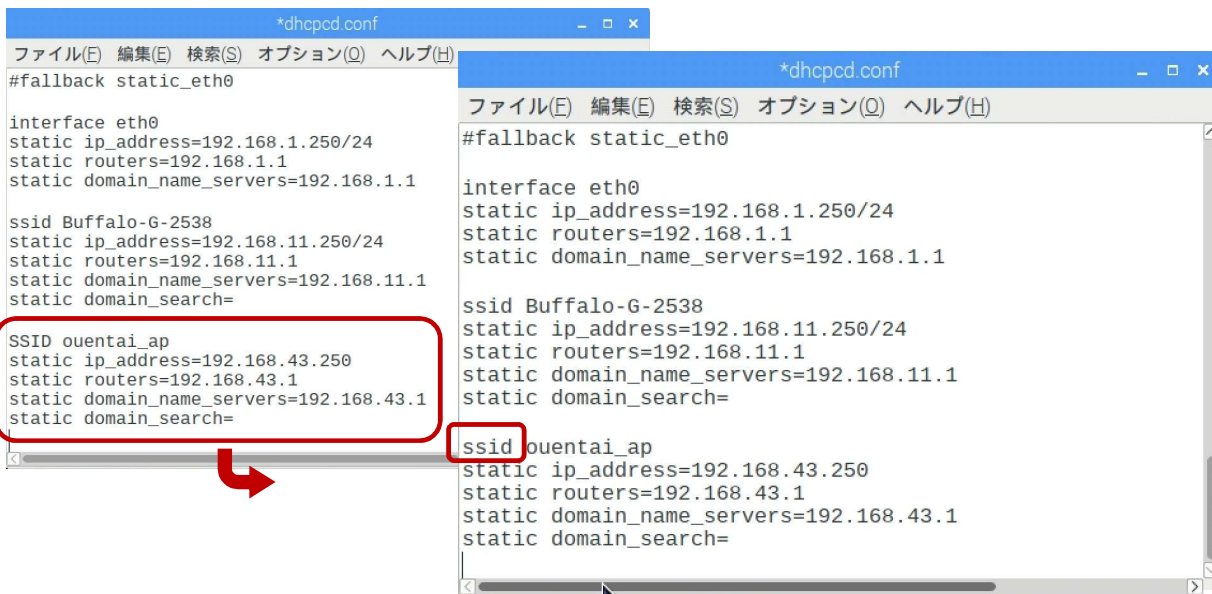 *dhcpcd.conf
ファイル(F) 編集(E) 検索(S) オプション(O) ヘルプ(H)
#fallback static_eth0
interface eth0
static ip_address=192.168.1.250/24
static routers=192.168.1.1
static domain_name_servers=192.168.1.1
ssid Buffalo-G-2538
static ip_address=192.168.11.250/24
static routers=192.168.11.1
static domain_name_servers=192.168.11.1
static domain_search=
SSID ouentai_ap
static ip_address=192.168.43.250
static routers=192.168.43.1
static domain_name_servers=192.168.43.1
static domain_search=
*dhcpcd.conf
ファイル(F) 編集(E) 検索(S) オプション(O) ヘルプ(H)
#fallback static_eth0
interface eth0
static ip_address=192.168.1.250/24
static routers=192.168.1.1
static domain_name_servers=192.168.1.1
ssid Buffalo-G-2538
static ip_address=192.168.11.250/24
static routers=192.168.11.1
static domain_name_servers=192.168.11.1
static domain_search=
ssid ouentai_ap
static ip_address=192.168.43.250
static routers=192.168.43.1
static domain_name_servers=192.168.43.1
static domain_search=